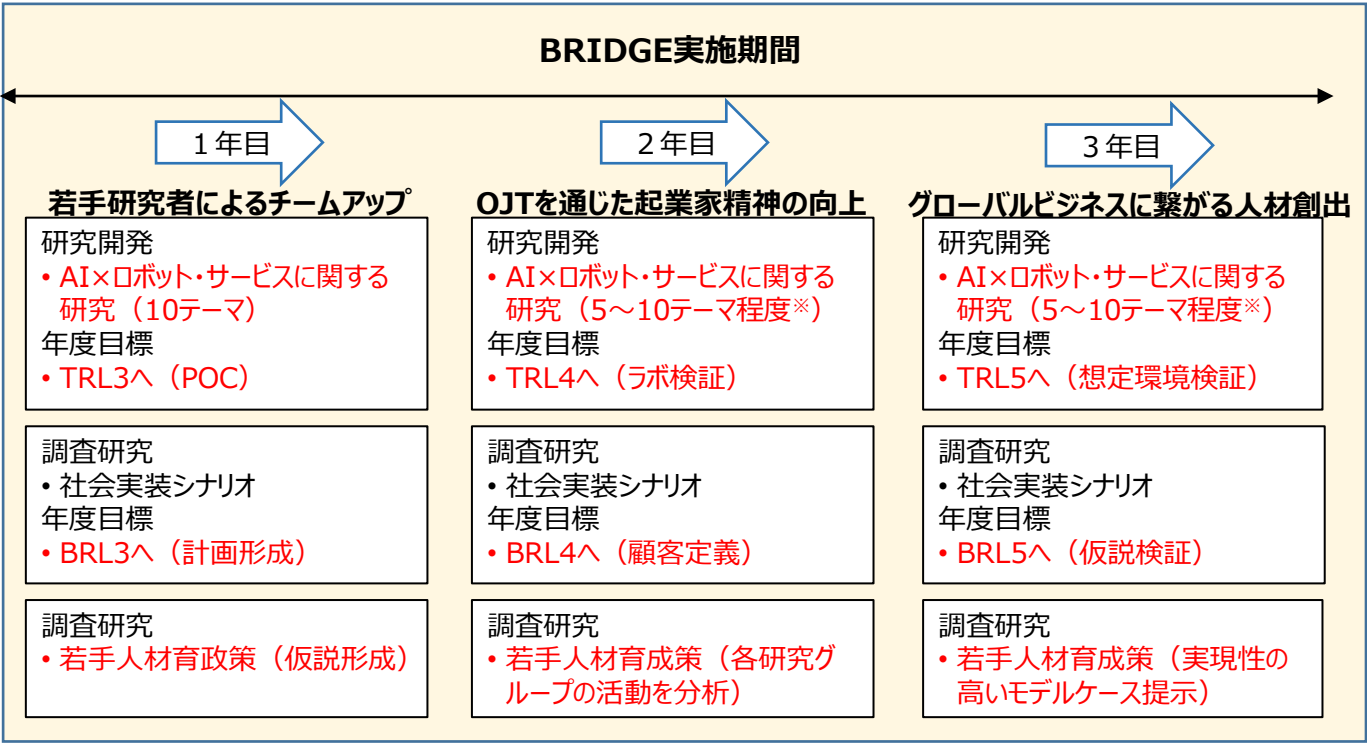 BRIDGE実施期間
1年目
2年目
3年目
若手研究者によるチームアップ
OJTを通じた起業家精神の向上
グローバルビジネスに繋がる人材創出
研究開発
• AI×ロボット・サービスに関する
研究（10テーマ）
年度目標
• TRL3へ（POC）
研究開発
• AI×ロボット・サービスに関する
研究（5～10テーマ程度※）
年度目標
• TRL4へ（ラボ検証）
研究開発
• AI×ロボット・サービスに関する
研究（5～10テーマ程度※）
年度目標
• TRL5へ（想定環境検証）
調査研究
• 社会実装シナリオ
年度目標
• BRL3へ（計画形成）
調査研究
• 社会実装シナリオ
年度目標
• BRL4へ（顧客定義）
調査研究
• 社会実装シナリオ
年度目標
• BRL5へ（仮説検証）
調査研究
• 若手人材育政策（仮説形成）
調査研究
• 若手人材育成策（各研究グ
ループの活動を分析）
調査研究
• 若手人材育成策（実現性の
高いモデルケース提示）